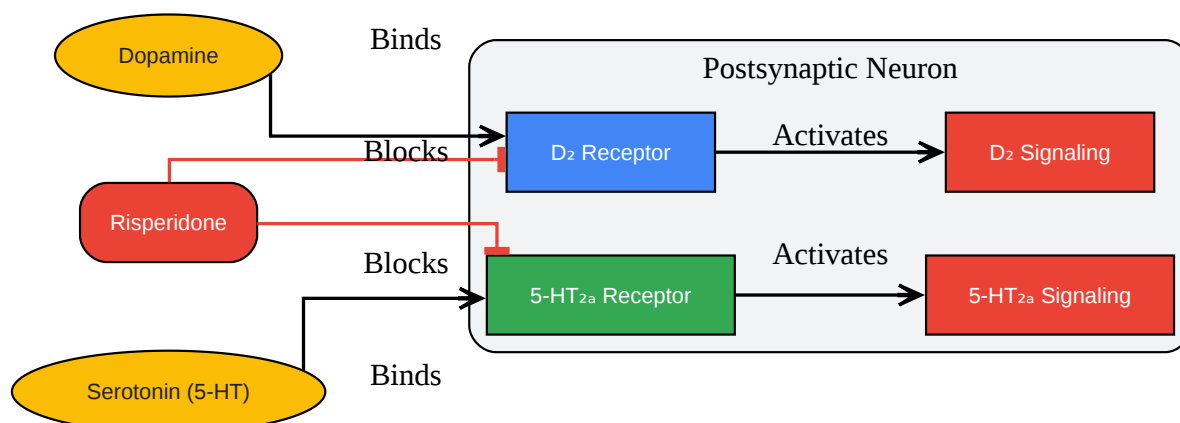 Binds
Dopamine
Postsynaptic Neuron
Blocks
D₂ Receptor
Activates
D₂ Signaling
Risperidone
Blocks
5-HT₂ₐ Receptor
Activates
5-HT₂ₐ Signaling
Binds
Serotonin (5-HT)